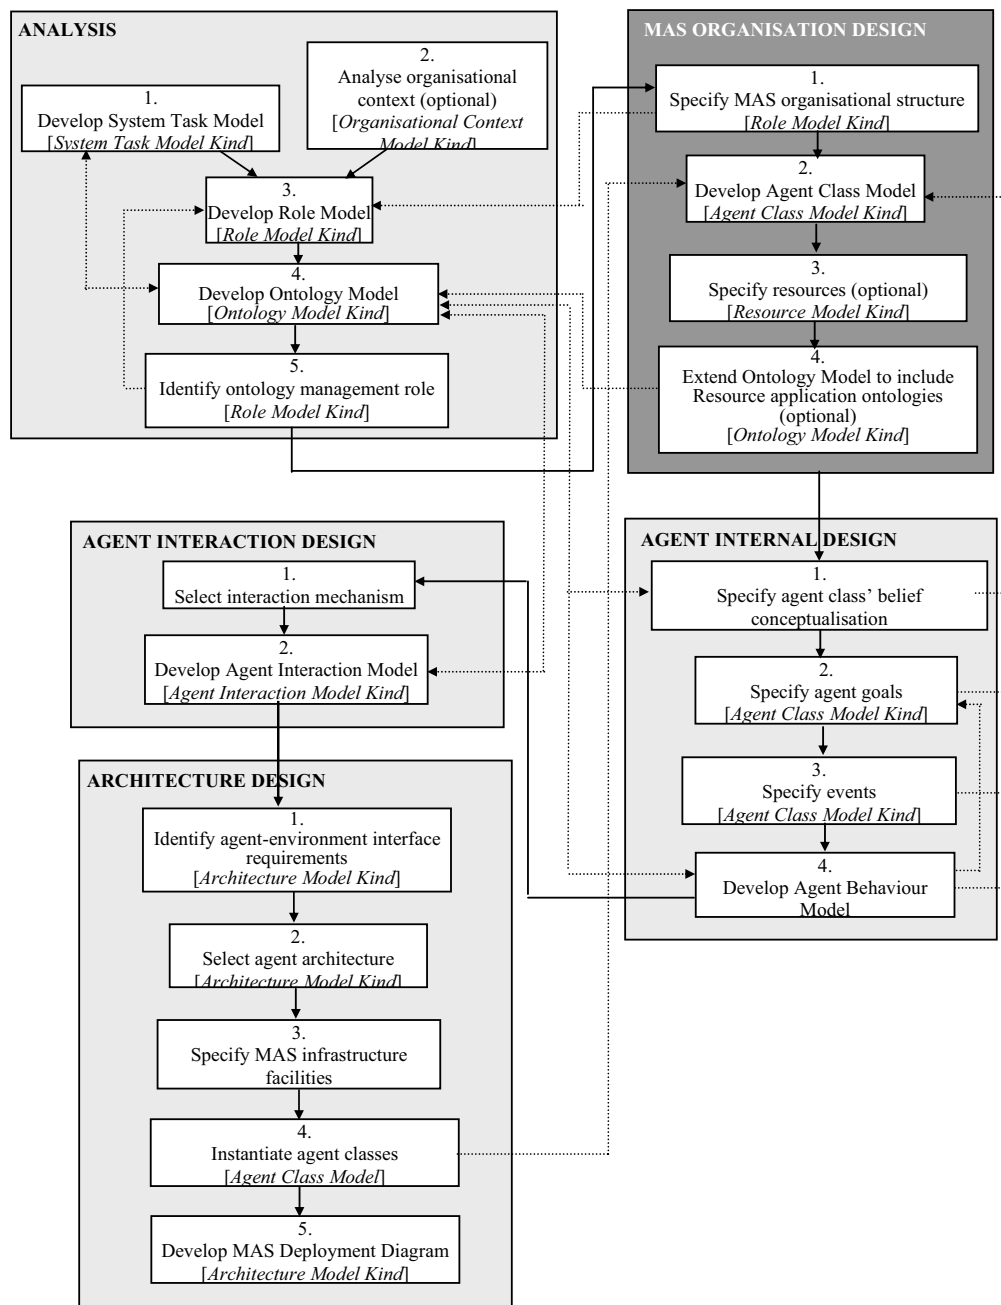 ANALYSIS
1.
Develop System Task Model
[System Task Model Kind]
2.
Analyse organisational
context (optional)
[Organisational Context
Model Kind]
3.
Develop Role Model
[Role Model Kind]
4.
Develop Ontology Model
[Ontology Model Kind]
5.
Identify ontology management role
[Role Model Kind]
MAS ORGANISATION DESIGN
1.
Specify MAS organisational structure
[Role Model Kind]
2.
Develop Agent Class Model
[Agent Class Model Kind]
3.
Specify resources (optional)
[Resource Model Kind]
4.
Extend Ontology Model to include
Resource application ontologies
(optional)
[Ontology Model Kind]
AGENT INTERACTION DESIGN
1.
Select interaction mechanism
2.
Develop Agent Interaction Model
[Agent Interaction Model Kind]
AGENT INTERNAL DESIGN
1.
Specify agent class’ belief
conceptualisation
2.
Specify agent goals
[Agent Class Model Kind]
3.
Specify events
[Agent Class Model Kind]
4.
Develop Agent Behaviour
Model
ARCHITECTURE DESIGN
1.
Identify agent-environment interface
requirements
[Architecture Model Kind]
2.
Select agent architecture
[Architecture Model Kind]
3.
Specify MAS infrastructure
facilities
4.
Instantiate agent classes
[Agent Class Model]
5.
Develop MAS Deployment Diagram
[Architecture Model Kind]